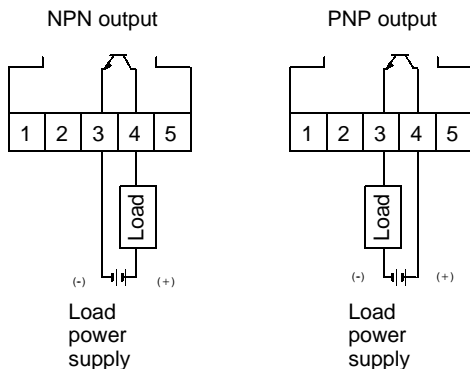 NPN output
1 2 3 4 5
Load
(-) (+)
Load
power
supply
PNP output
1 2 3 4 5
Load
(-) (+)
Load
power
supply